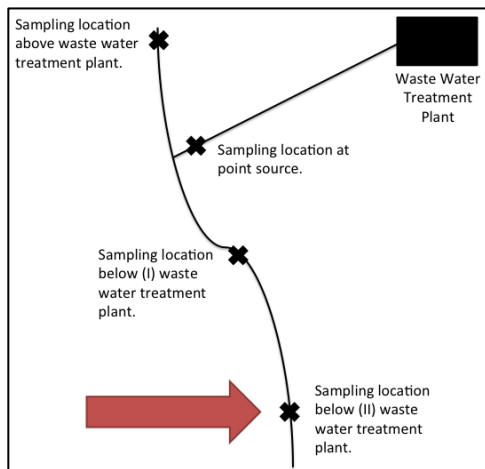 Sampling location
above waste water
treatment plant.
Waste Water
Treatment
Plant
Sampling location at
point source.
Sampling location
below (I) waste
water treatment
plant.
Sampling location
below (II) waste
water treatment
plant.